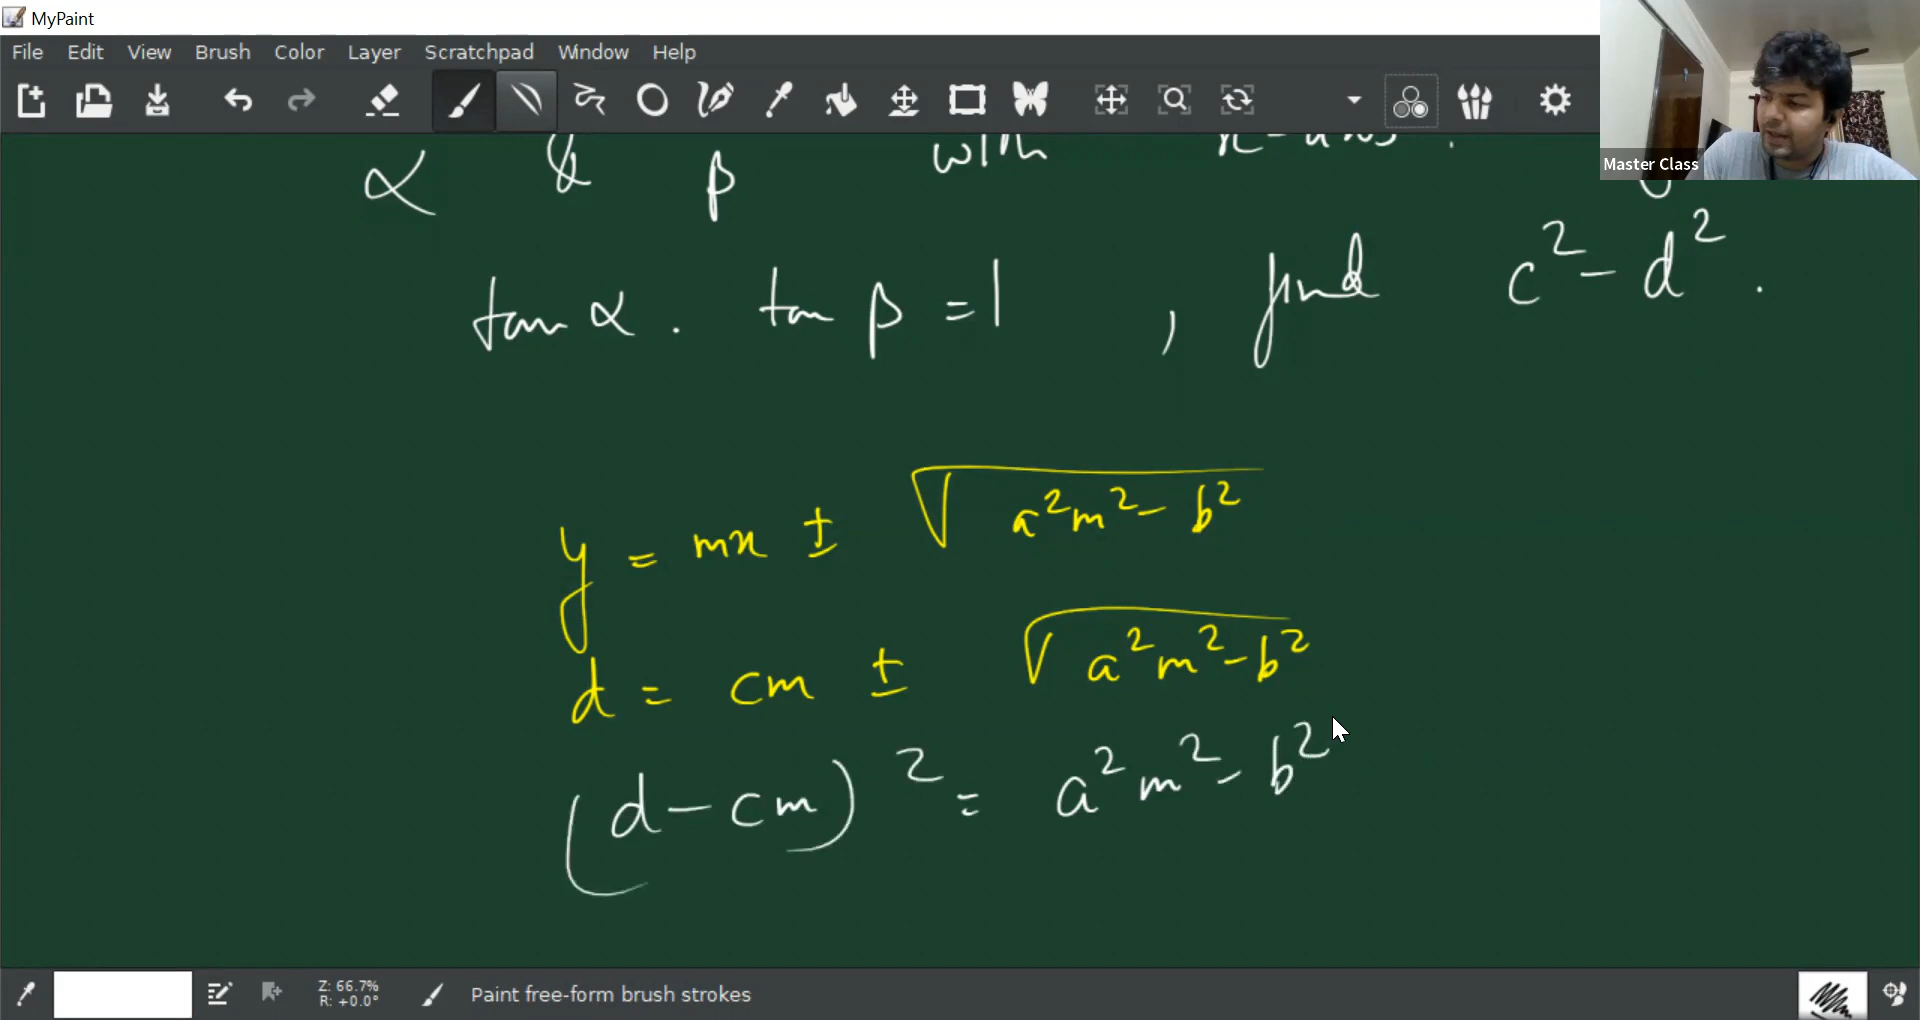 MyPaint
File Edit View Brush Color Layer Scratchpad Window Help
Master Class
α & β with x-axis.
tan α . tan β = 1 , find c² - d² .
y = mx ± √a²m² - b²
d = cm ± √a²m² - b²
(d - cm)² = a²m² - b²
Z: 66.7%
R: +0.0°
Paint free-form brush strokes